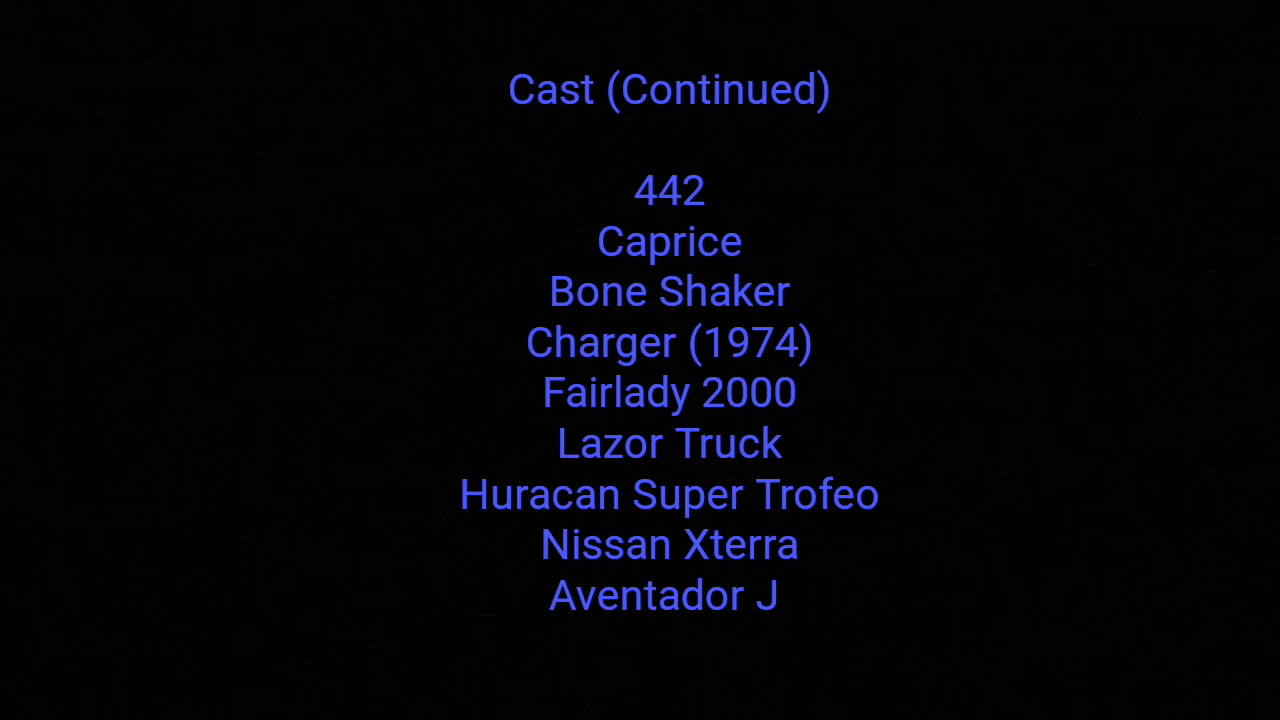 Cast (Continued)
442
Caprice
Bone Shaker
Charger (1974)
Fairlady 2000
Lazor Truck
Huracan Super Trofeo
Nissan Xterra
Aventador J